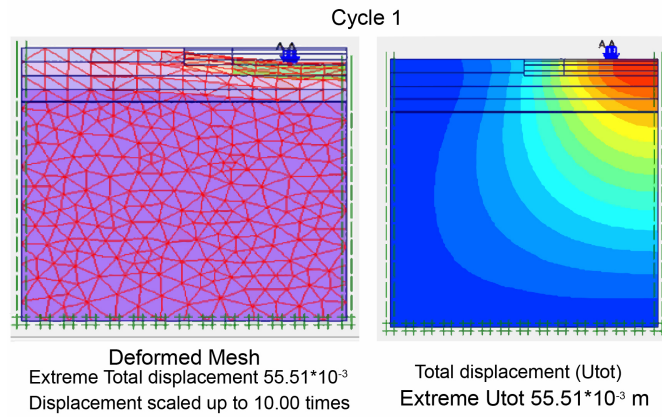 Cycle 1
A A
A A
Deformed Mesh
Extreme Total displacement 55.51*10⁻³
Displacement scaled up to 10.00 times
Total displacement (Utot)
Extreme Utot 55.51*10⁻³ m